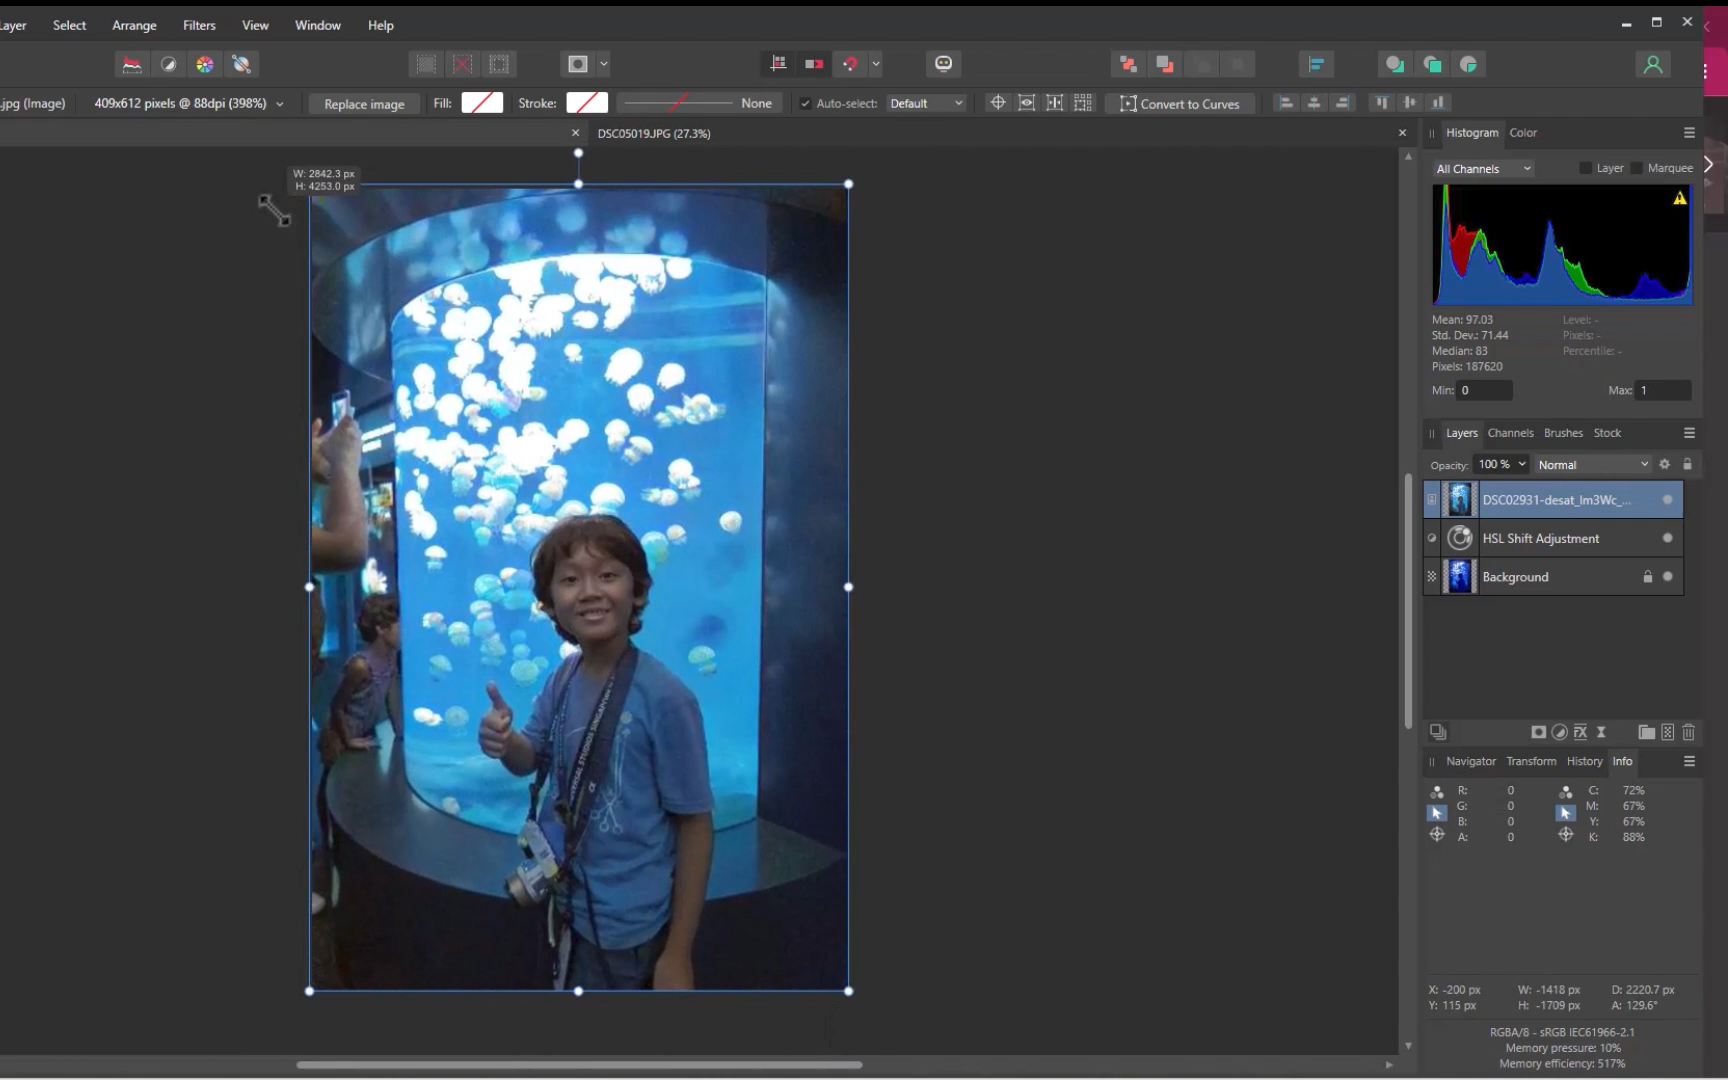 Layer Select Arrange Filters View Window Help
.jpg (Image) 409x612 pixels @ 88dpi (398%) Replace image Fill: Stroke: None Auto-select: Default Convert to Curves
DSC05019.JPG (27.3%)
W: 2842.3 px
H: 4253.0 px
UNIVERSAL STUDIOS SINGAPORE
Histogram Color
All Channels Layer Marquee
Mean: 97.03 Level: -
Std. Dev.: 71.44 Pixels: -
Median: 83 Percentile: -
Pixels: 187620
Min: 0 Max: 1
Layers Channels Brushes Stock
Opacity: 100 % Normal
DSC02931-desat_lm3Wc_...
HSL Shift Adjustment
Background
Navigator Transform History Info
R: 0 C: 72%
G: 0 M: 67%
B: 0 Y: 67%
A: 0 K: 88%
X: -200 px W: -1418 px D: 2220.7 px
Y: 115 px H: -1709 px A: 129.6°
RGBA/8 - sRGB IEC61966-2.1
Memory pressure: 10%
Memory efficiency: 517%